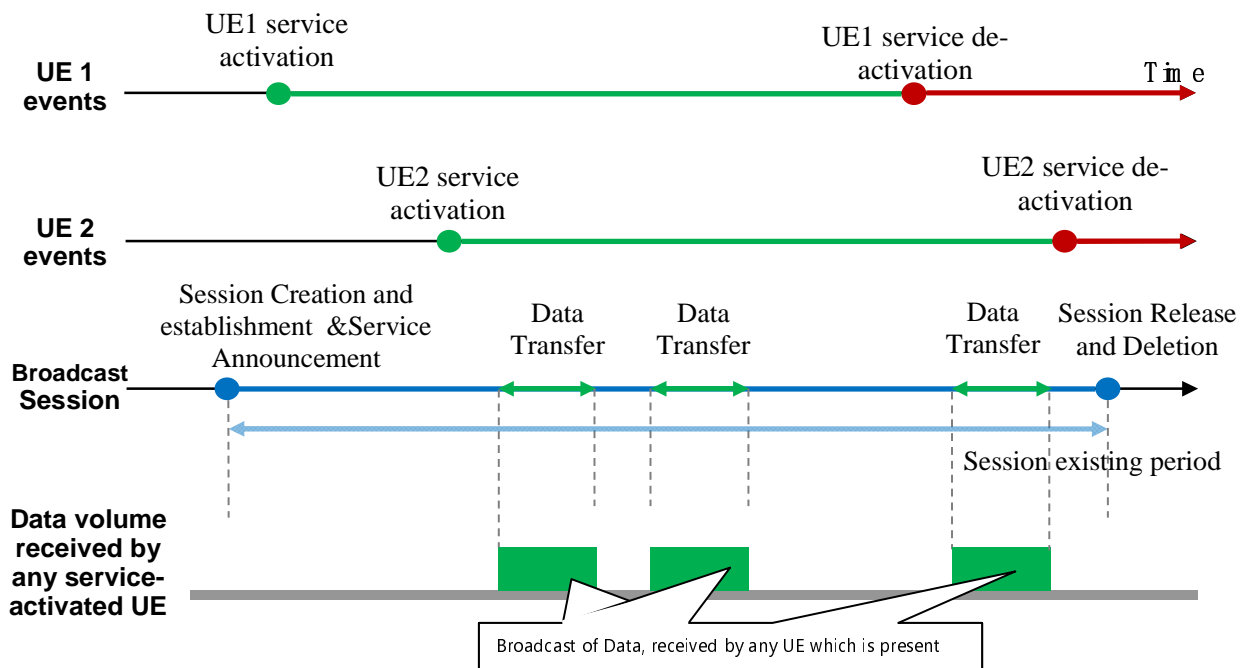 UE1 service
activation
UE1 service de-
activation
Time
UE 1
events
UE2 service
activation
UE2 service de-
activation
UE 2
events
Session Creation and
establishment &Service
Announcement
Data
Transfer
Data
Transfer
Data
Transfer
Session Release
and Deletion
Broadcast
Session
Session existing period
Data volume
received by
any service-
activated UE
Broadcast of Data, received by any UE which is present